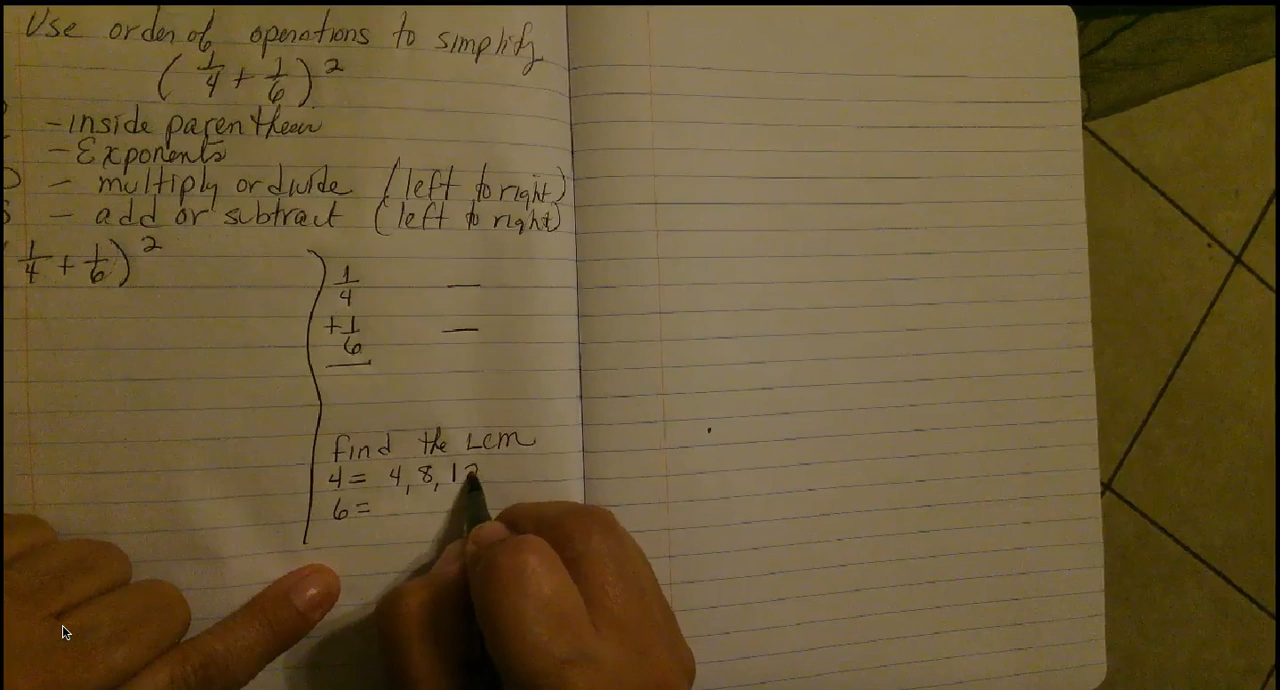 Use order of operations to simplify
(1/4 + 1/6)²
- inside parenthesis
- Exponents
D - multiply or divide (left to right)
S - add or subtract (left to right)
(1/4 + 1/6)²
1/4 —
+ 1/6 —
find the LCM
4 = 4, 8, 12
6 =